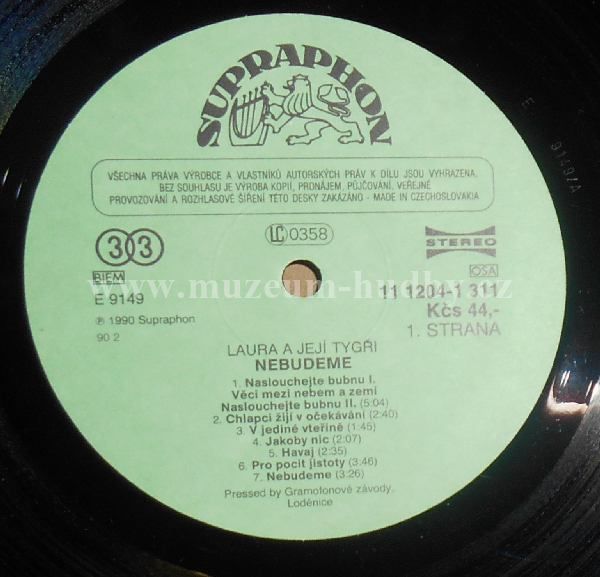 SUPRAPHON
VŠECHNA PRÁVA VÝROBCE A VLASTNÍKŮ AUTORSKÝCH PRÁV K DÍLU JSOU VYHRAZENA.
BEZ SOUHLASU JE VÝROBA KOPIÍ, PRONÁJEM, PŮJČOVÁNÍ, VEŘEJNÉ
PROVOZOVÁNÍ A ROZHLASOVÉ ŠÍŘENÍ TÉTO DESKY ZAKÁZÁNO - MADE IN CZECHOSLOVAKIA
33
LC 0358
STEREO
BIEM
OSA
E 9149
11 1204-1 311
Kčs 44,-
℗ 1990 Supraphon
1. STRANA
90 2
LAURA A JEJÍ TYGŘI
NEBUDEME
1. Naslouchejte bubnu I.
Věci mezi nebem a zemí
Naslouchejte bubnu II. (5:04)
2. Chlapci žijí v očekávání (2:40)
3. V jediné vteřině (1:45)
4. Jakoby nic (2:07)
5. Havaj (2:35)
6. Pro pocit jistoty (3:46)
7. Nebudeme (3:26)
Pressed by Gramofonové závody,
Loděnice
E 9149/A
www.muzeum-hudby.cz